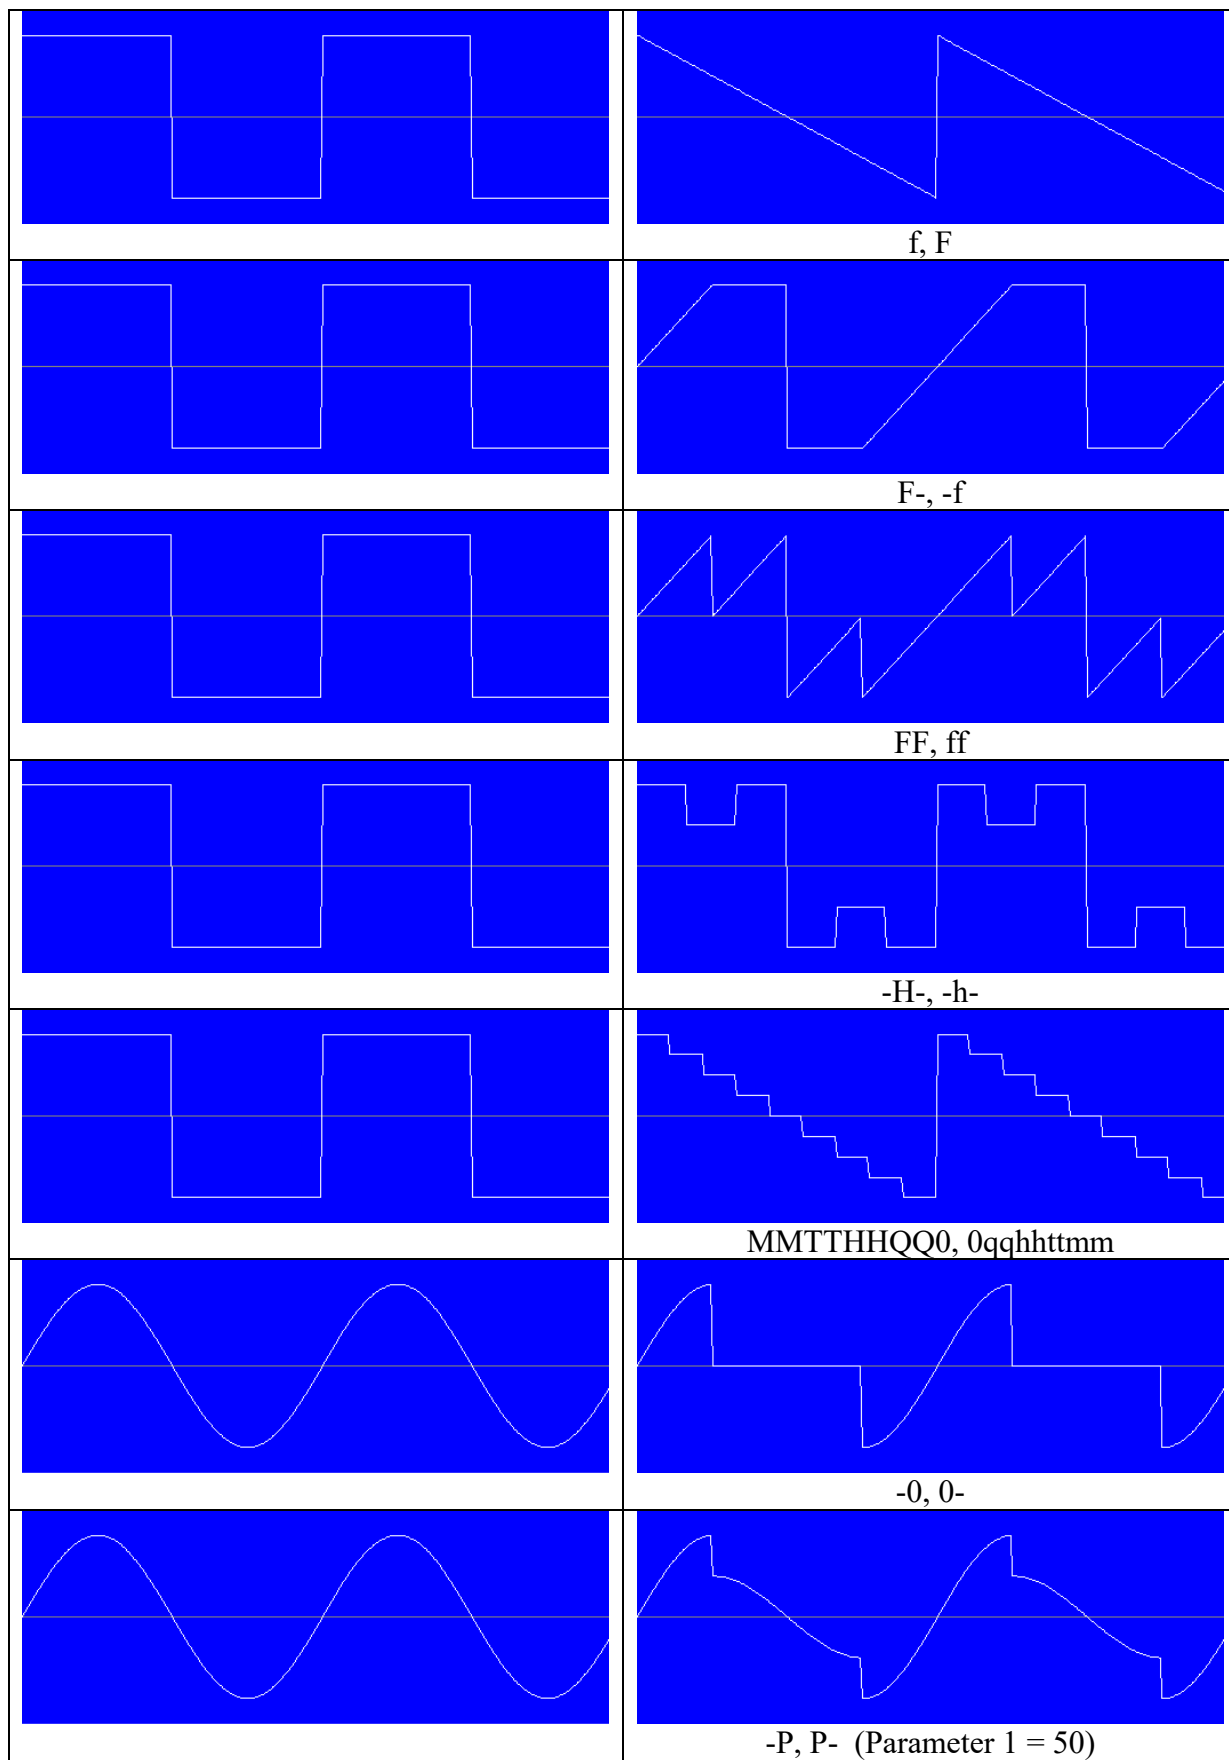 f, F
F-, -f
FF, ff
-H-, -h-
MMTTHHQQ0, 0qqhhttmm
-0, 0-
-P, P- (Parameter 1 = 50)